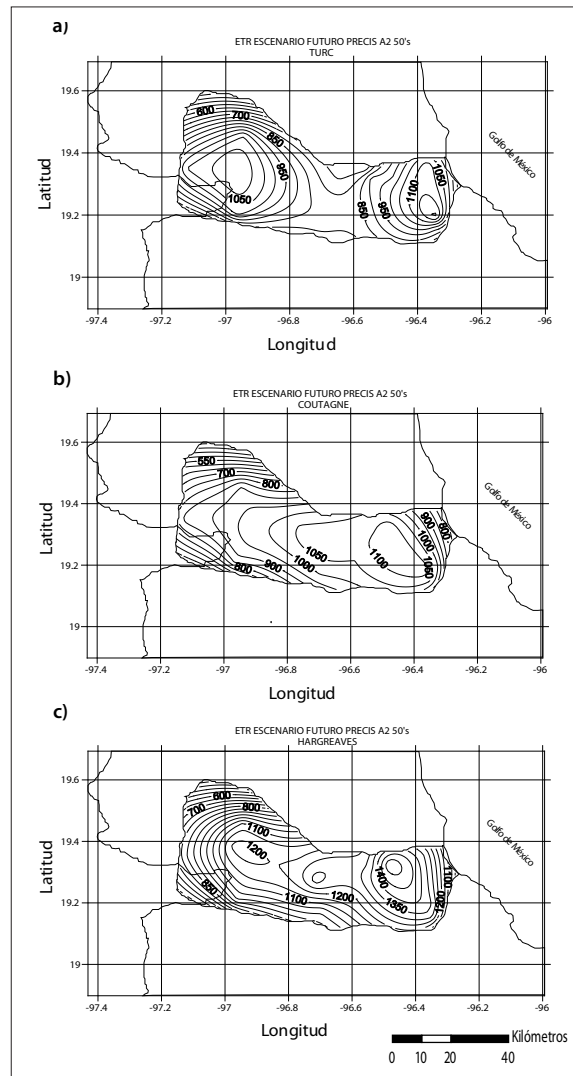 a)
ETR ESCENARIO FUTURO PRECIS A2 50's
TURC
Latitud
19.6
19.4
19.2
19
600
700
850
950
1050
850
950
1100
1050
Golfo de México
-97.4 -97.2 -97 -96.8 -96.6 -96.4 -96.2 -96
Longitud
b)
ETR ESCENARIO FUTURO PRECIS A2 50's
COUTAGNE
Latitud
19.6
19.4
19.2
19
550
700
800
800
900
1000
1050
1100
900
1000
1050
Golfo de México
-97.4 -97.2 -97 -96.8 -96.6 -96.4 -96.2 -96
Longitud
c)
ETR ESCENARIO FUTURO PRECIS A2 50's
HARGREAVES
Latitud
19.6
19.4
19.2
19
600
700
800
1100
1200
850
1100
1200
1400
1350
1100
1200
Golfo de México
-97.4 -97.2 -97 -96.8 -96.6 -96.4 -96.2 -96
Longitud
Kilómetros
0 10 20 40